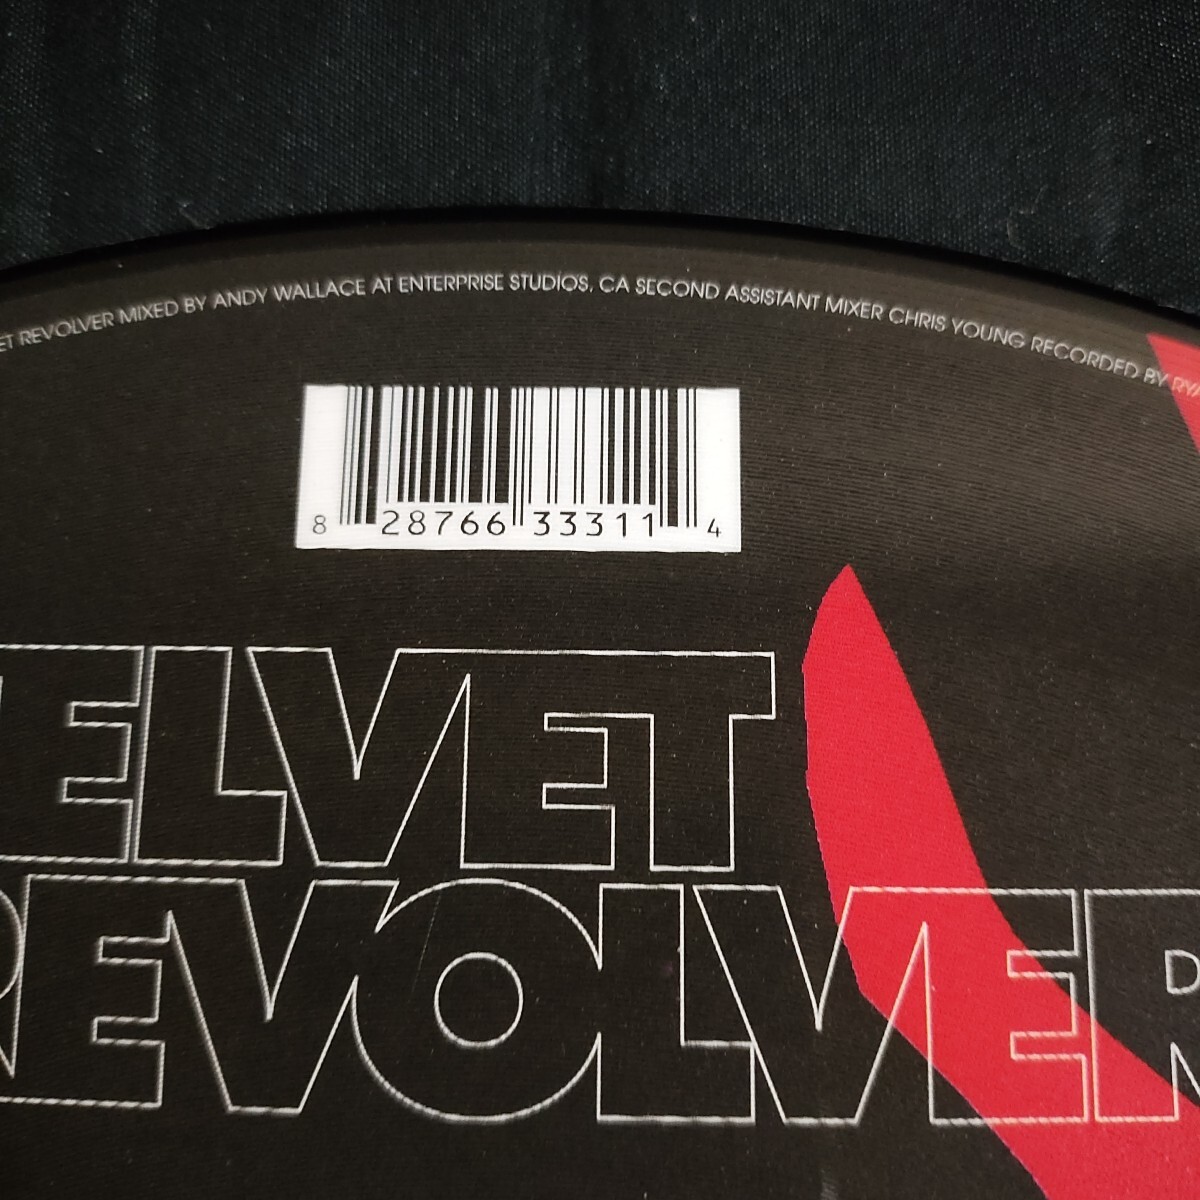 ET REVOLVER MIXED BY ANDY WALLACE AT ENTERPRISE STUDIOS, CA SECOND ASSISTANT MIXER CHRIS YOUNG RECORDED BY RYA
8 28766 33311 4
ELVET
REVOLVER